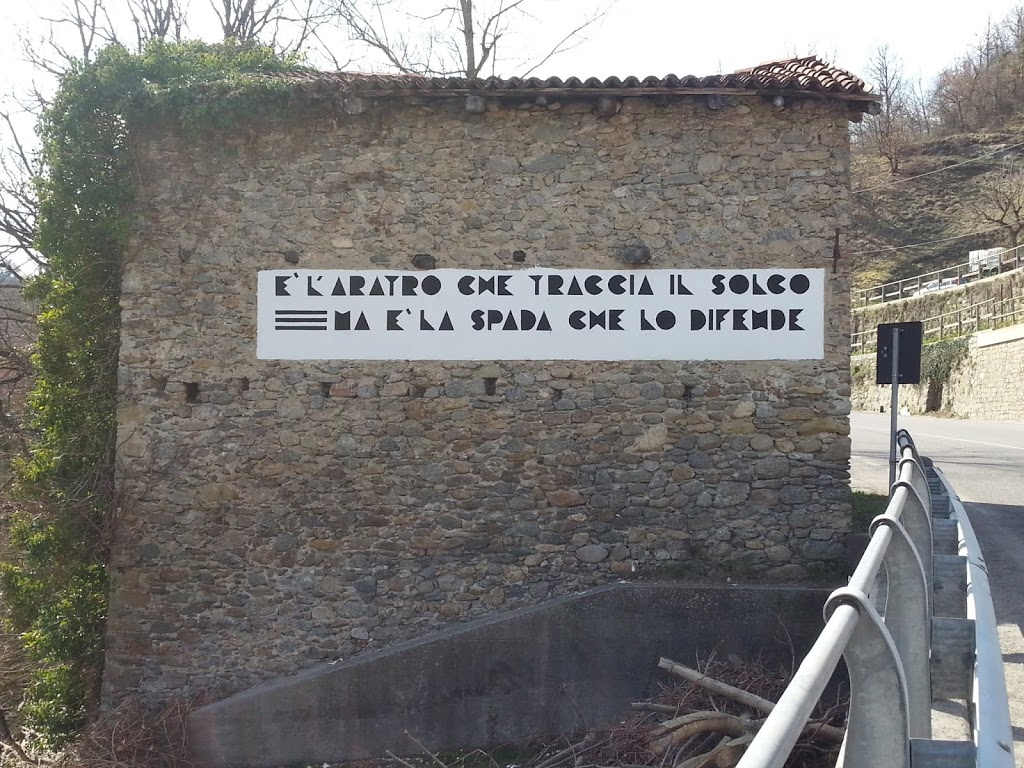 E' L'ARATRO CHE TRACCIA IL SOLCO
MA E' LA SPADA CHE LO DIFENDE